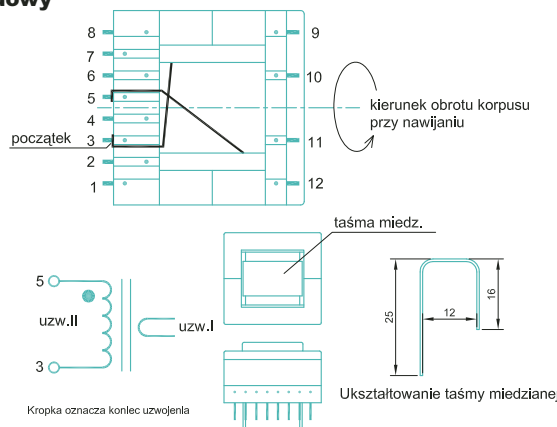 8
9
7
6
10
5
kierunek obrotu korpusu
przy nawijaniu
4
początek
3
11
2
1
12
taśma miedz.
5
uzw.II
uzw.I
3
25
12
16
Kropka oznacza koniec uzwojenia
Ukształtowanie taśmy miedzianej